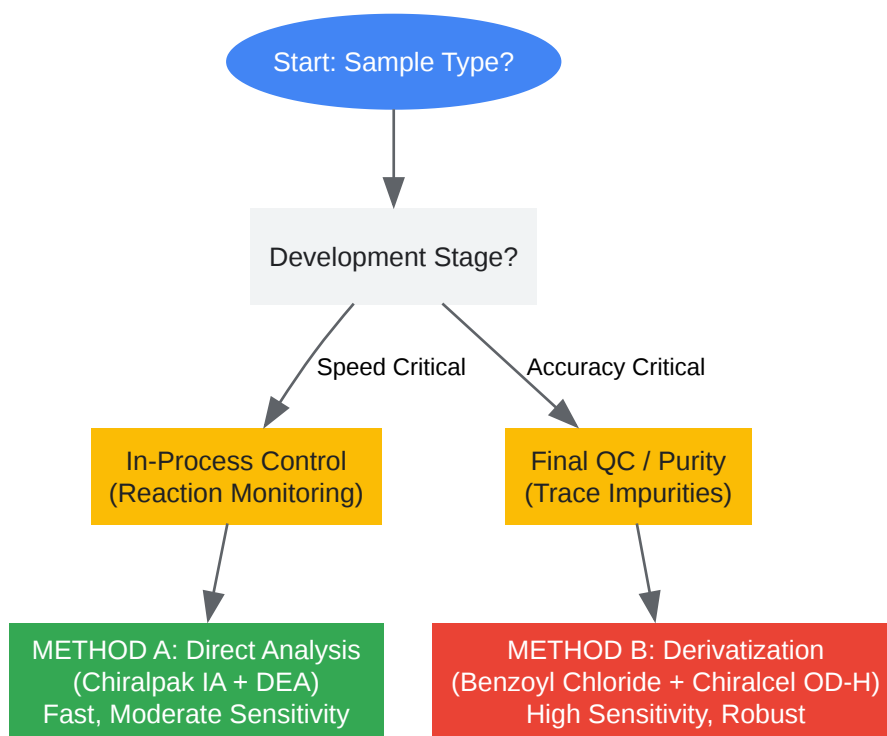 Start: Sample Type?
Development Stage?
Speed Critical
Accuracy Critical
In-Process Control
(Reaction Monitoring)
Final QC / Purity
(Trace Impurities)
METHOD A: Direct Analysis
(Chiralpak IA + DEA)
Fast, Moderate Sensitivity
METHOD B: Derivatization
(Benzoyl Chloride + Chiralcel OD-H)
High Sensitivity, Robust